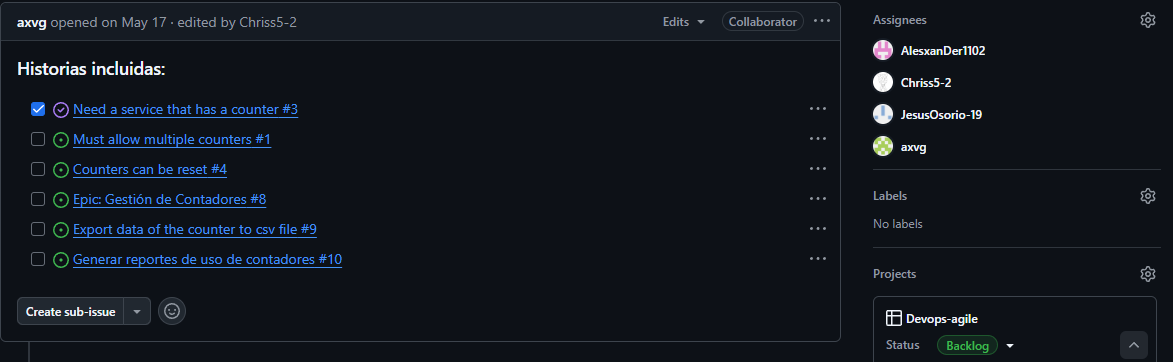 axvg opened on May 17 · edited by Chriss5-2
Edits
Collaborator
Historias incluidas:
Need a service that has a counter #3
Must allow multiple counters #1
Counters can be reset #4
Epic: Gestión de Contadores #8
Export data of the counter to csv file #9
Generar reportes de uso de contadores #10
Create sub-issue
Assignees
AlesxanDer1102
Chriss5-2
JesusOsorio-19
axvg
Labels
No labels
Projects
Devops-agile
Status
Backlog